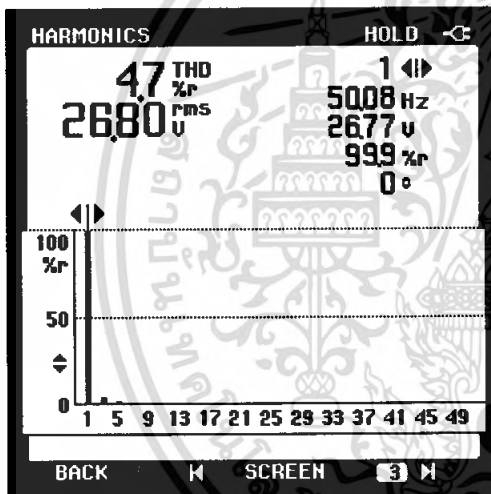 HARMONICS HOLD
4.7 THD %r
26.80 rms V
1
50.08 Hz
26.77 V
99.9 %r
0 °
100
%r
50
0
1 5 9 13 17 21 25 29 33 37 41 45 49
BACK SCREEN 3